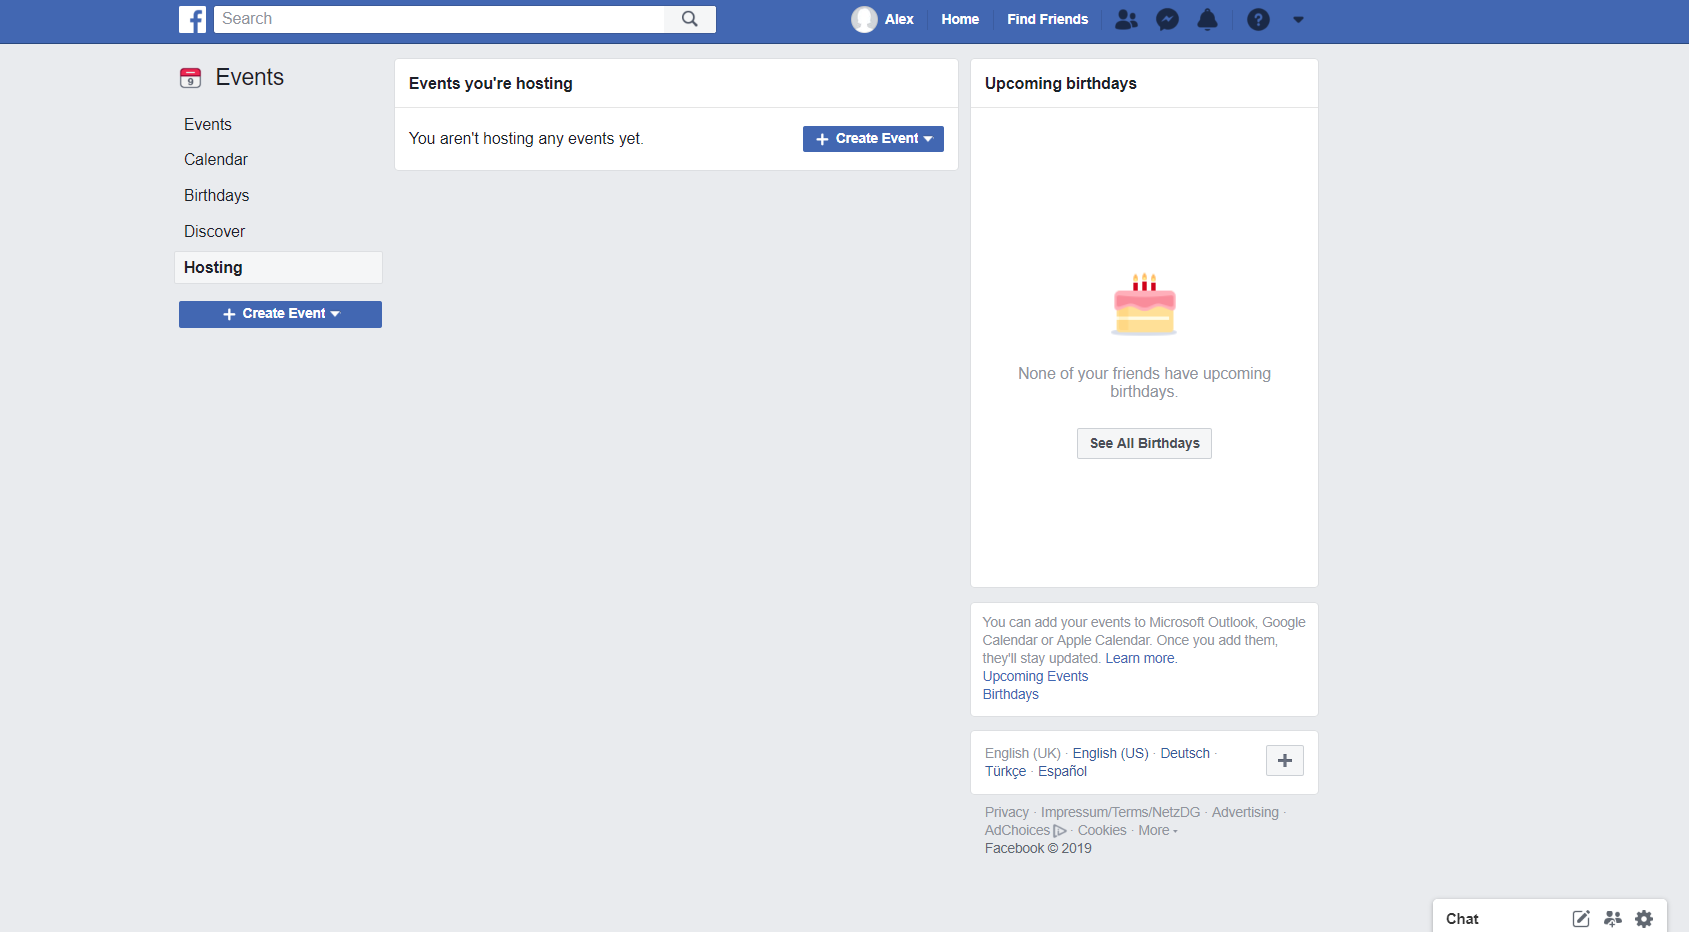 Search
Alex
Home
Find Friends
9
Events
Events
Calendar
Birthdays
Discover
Hosting
Create Event
Events you're hosting
You aren't hosting any events yet.
Create Event
Upcoming birthdays
None of your friends have upcoming
birthdays.
See All Birthdays
You can add your events to Microsoft Outlook, Google
Calendar or Apple Calendar. Once you add them,
they'll stay updated. Learn more.
Upcoming Events
Birthdays
English (UK) · English (US) · Deutsch ·
Türkçe · Español
Privacy · Impressum/Terms/NetzDG · Advertising ·
AdChoices · Cookies · More
Facebook © 2019
Chat